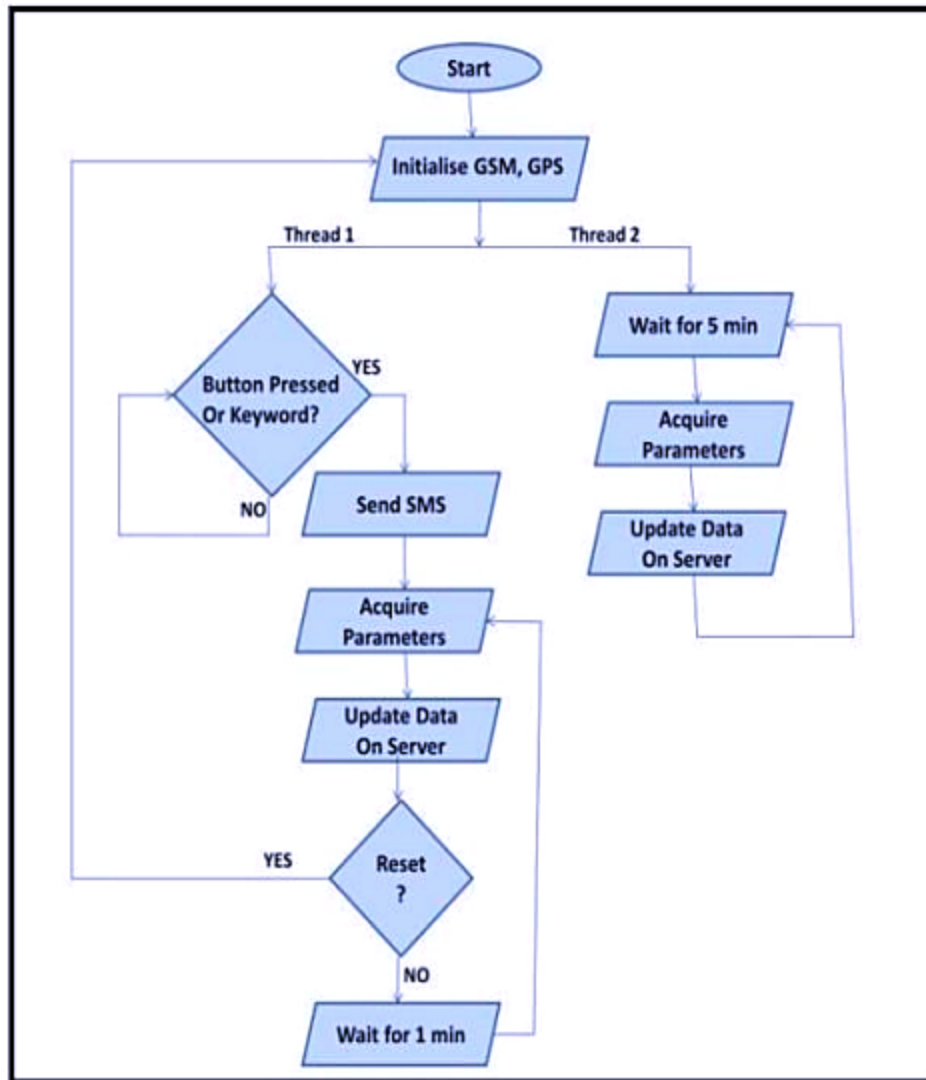 Start
Initialise GSM, GPS
Thread 1
Thread 2
Button Pressed
Or Keyword?
YES
NO
Send SMS
Acquire
Parameters
Update Data
On Server
Reset
?
YES
NO
Wait for 1 min
Wait for 5 min
Acquire
Parameters
Update Data
On Server